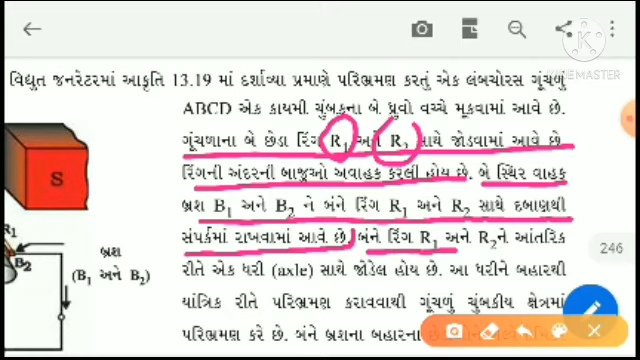 વિદ્યુત જનરેટરમાં આકૃતિ 13.19 માં દર્શાવ્યા પ્રમાણે પરિભ્રમણ કરતું એક લંબચોરસ ગૂંચળું
ABCD એક કાયમી ચુંબકના બે ધ્રુવો વચ્ચે મૂકવામાં આવે છે.
ગૂંચળાના બે છેડા રિંગ R1 અને R2 સાથે જોડવામાં આવે છે
રિંગની અંદરની બાજુઓ અવાહક કરેલી હોય છે. બે સ્થિર વાહક
બ્રશ B1 અને B2 ને બંને રિંગ R1 અને R2 સાથે દબાણથી
સંપર્કમાં રાખવામાં આવે છે. બંને રિંગ R1 અને R2ને આંતરિક
રીતે એક ધરી (axle) સાથે જોડેલ હોય છે. આ ધરીને બહારથી
યાંત્રિક રીતે પરિભ્રમણ કરાવવાથી ગૂંચળું ચુંબકીય ક્ષેત્રમાં
પરિભ્રમણ કરે છે. બંને બ્રશના બહારના
S
R1
B2
બ્રશ
(B1 અને B2)
246
KINEMASTER